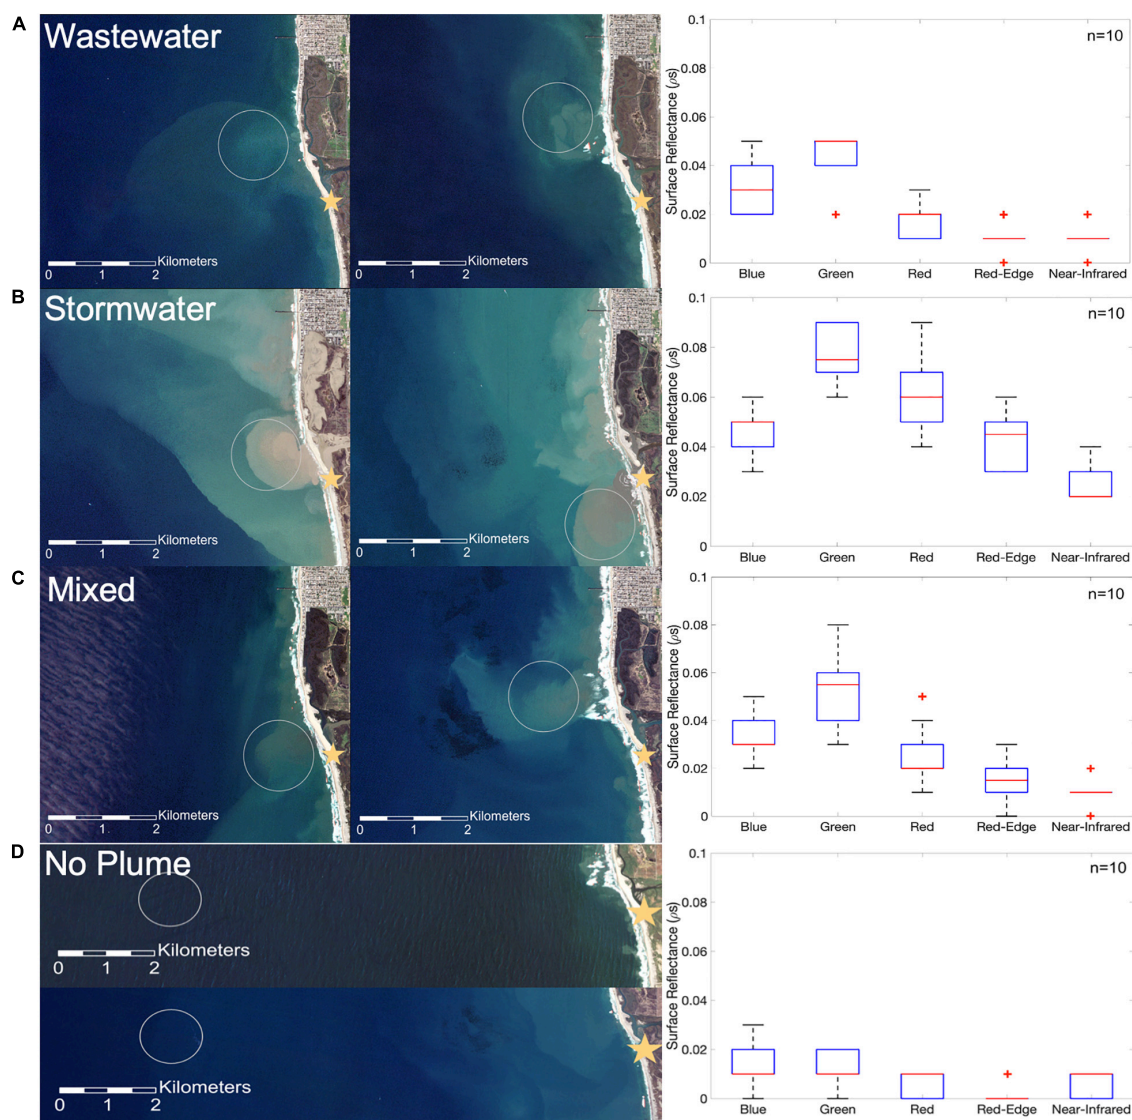 A
Wastewater
Kilometers
0 1 2
Kilometers
0 1 2
Surface Reflectance (ρs)
0.1
0.08
0.06
0.04
0.02
0
n=10
Blue Green Red Red-Edge Near-Infrared
B
Stormwater
Kilometers
0 1 2
Kilometers
0 1 2
Surface Reflectance (ρs)
0.1
0.08
0.06
0.04
0.02
0
n=10
Blue Green Red Red-Edge Near-Infrared
C
Mixed
Kilometers
0 1 2
Kilometers
0 1 2
Surface Reflectance (ρs)
0.1
0.08
0.06
0.04
0.02
0
n=10
Blue Green Red Red-Edge Near-Infrared
D
No Plume
Kilometers
0 1 2
Kilometers
0 1 2
Surface Reflectance (ρs)
0.1
0.08
0.06
0.04
0.02
0
n=10
Blue Green Red Red-Edge Near-Infrared